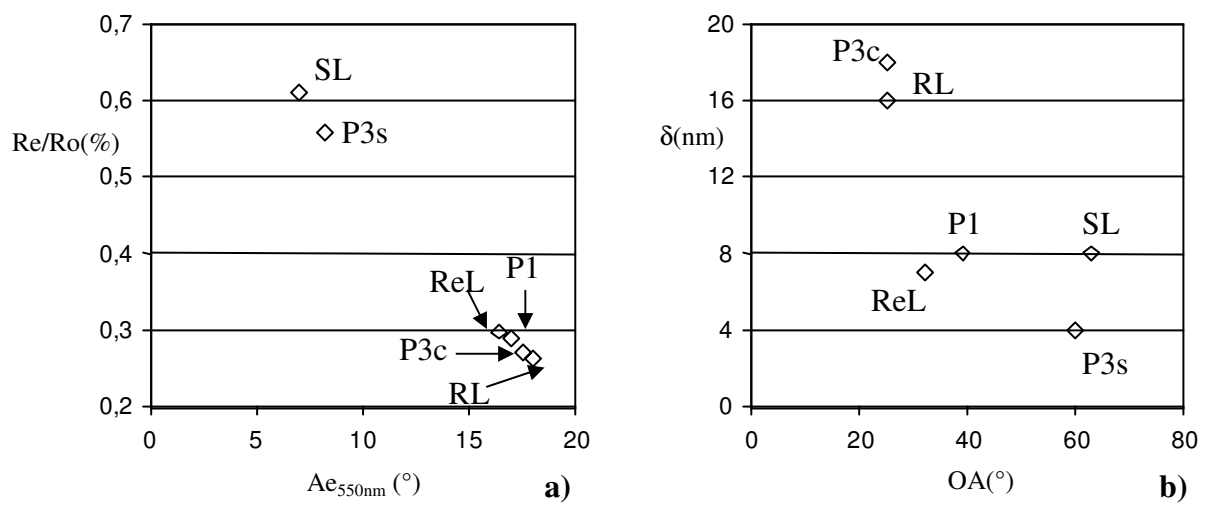 0,7
0,6
0,5
0,4
0,3
0,2
Re/Ro(%)
SL
P3s
ReL
P1
P3c
RL
0 5 10 15 20
Ae550nm (°)
a)
20
16
12
8
4
0
δ(nm)
P3c
RL
P1
SL
ReL
P3s
0 20 40 60 80
OA(°)
b)